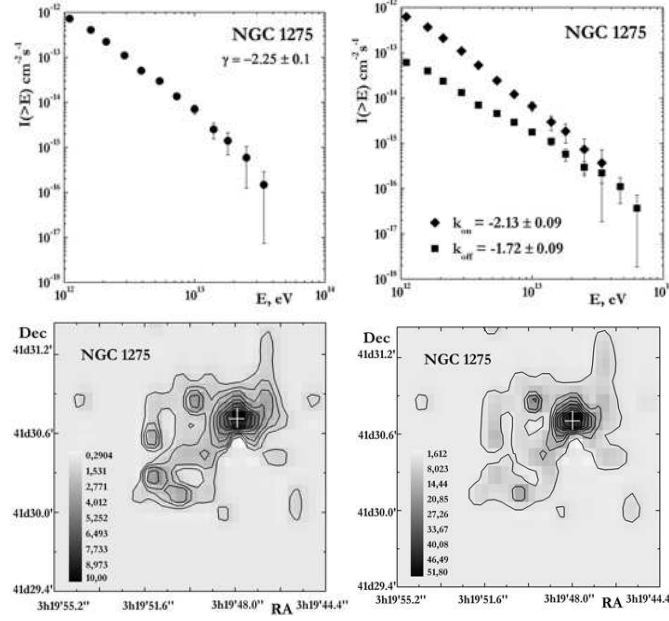 NGC 1275
γ = −2.25 ± 0.1
I(>E) cm⁻² s⁻¹
10⁻¹²
10⁻¹³
10⁻¹⁴
10⁻¹⁵
10⁻¹⁶
10⁻¹⁷
10⁻¹⁸
10¹²
10¹³
10¹⁴
E, eV
NGC 1275
I(>E) cm⁻² s⁻¹
10⁻¹²
10⁻¹³
10⁻¹⁴
10⁻¹⁵
10⁻¹⁶
10⁻¹⁷
10⁻¹⁸
k_on = -2.13 ± 0.09
k_off = -1.72 ± 0.09
10¹²
10¹³
E, eV
Dec
NGC 1275
41d31.2'
41d30.6'
41d30.0'
41d29.4'
0,2904
1,531
2,771
4,012
5,252
6,493
7,733
8,973
10,00
3h19'55.2''
3h19'51.6''
3h19'48.0''
3h19'44.4''
RA
Dec
NGC 1275
41d31.2'
41d30.6'
41d30.0'
41d29.4'
1,612
8,023
14,44
20,85
27,26
33,67
40,08
46,49
51,80
3h19'55.2''
3h19'51.6''
3h19'48.0''
3h19'44.4
RA